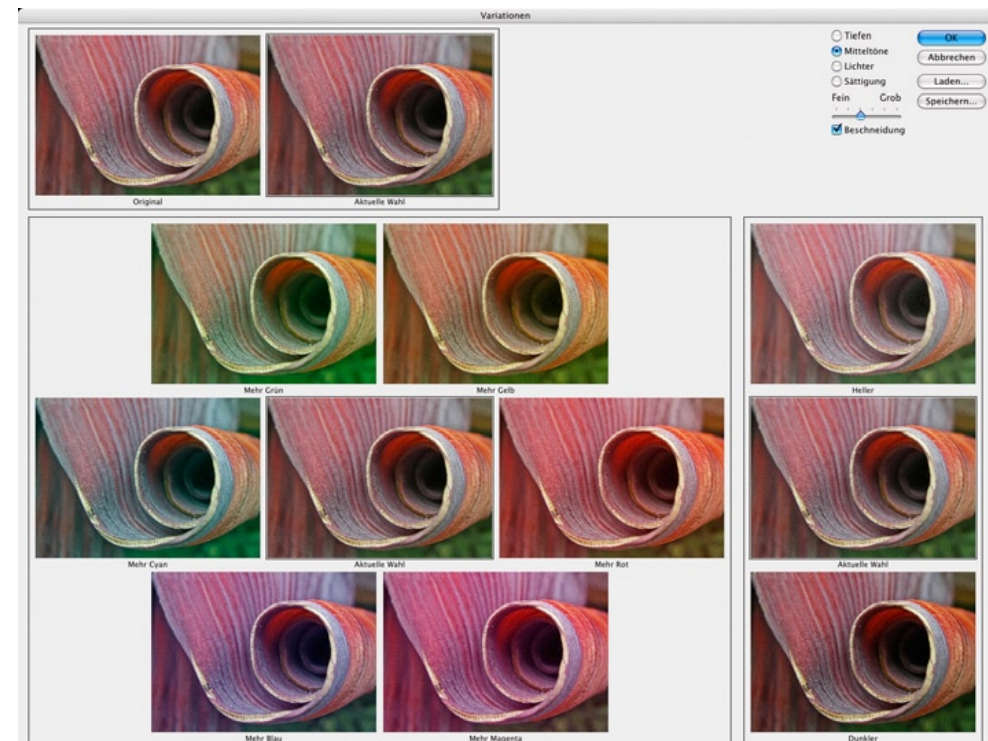 Variationen
Original
Aktuelle Wahl
Tiefen
Mitteltöne
Lichter
Sättigung
Fein Grob
Beschneidung
OK
Abbrechen
Laden...
Speichern...
Mehr Grün
Mehr Gelb
Heller
Mehr Cyan
Aktuelle Wahl
Mehr Rot
Aktuelle Wahl
Mehr Blau
Mehr Magenta
Dunkler